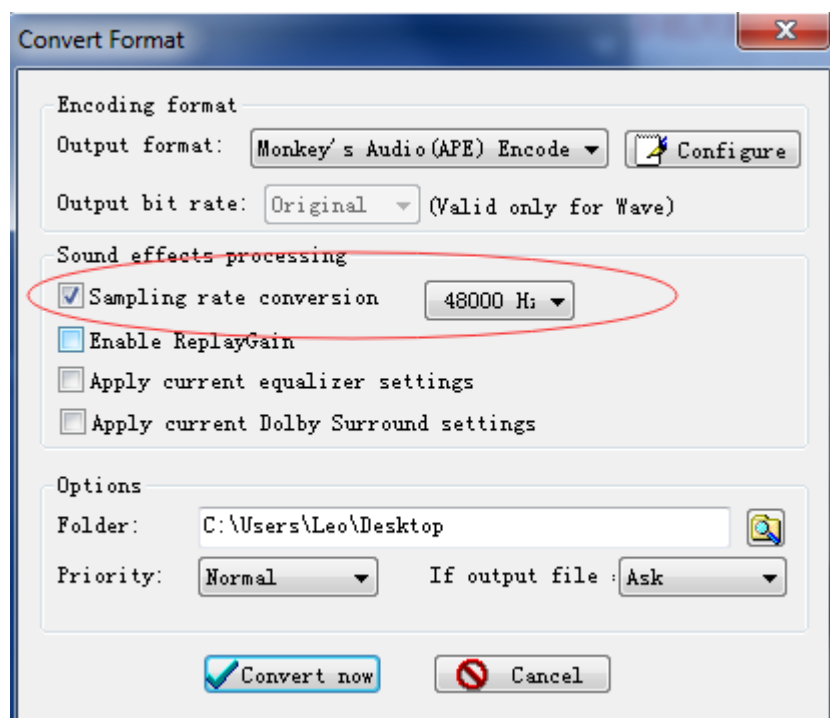 Convert Format
Encoding format
Output format: Monkey's Audio(APE) Encode Configure
Output bit rate: Original (Valid only for Wave)
Sound effects processing
Sampling rate conversion 48000 H
Enable ReplayGain
Apply current equalizer settings
Apply current Dolby Surround settings
Options
Folder: C:\Users\Leo\Desktop
Priority: Normal If output file : Ask
Convert now Cancel